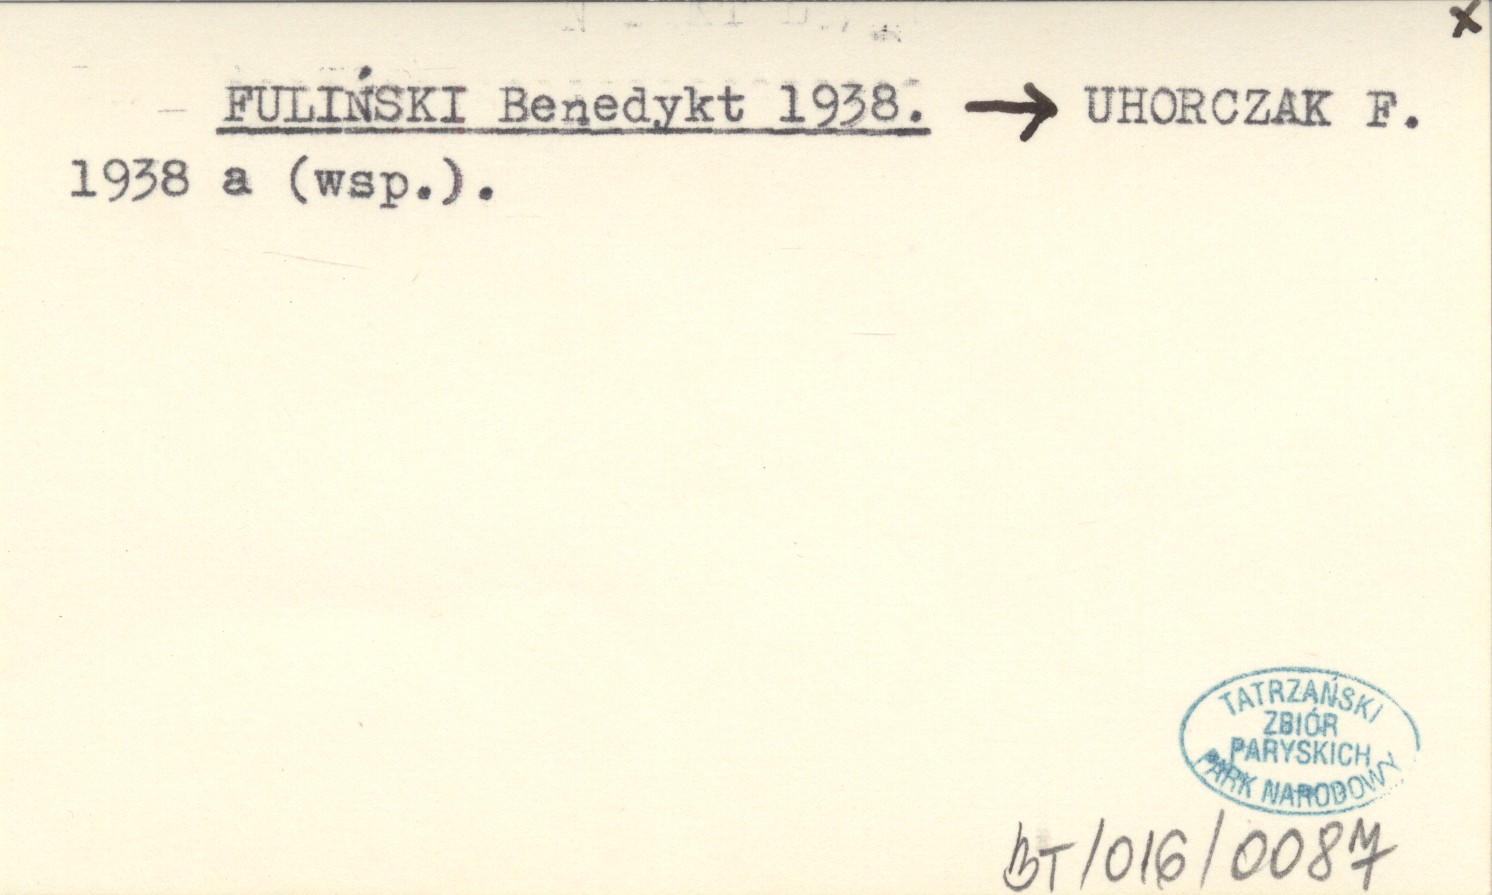 x
FULIŃSKI Benedykt 1938. → UHORCZAK F.
1938 a (wsp.).
TATRZAŃSKI
ZBIÓR
PARYSKICH
PARK NARODOWY
BT/016/0087